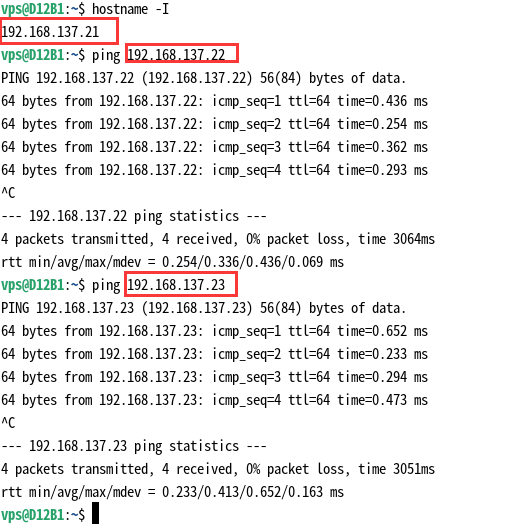 vps@D12B1:~$ hostname -I
192.168.137.21
vps@D12B1:~$ ping 192.168.137.22
PING 192.168.137.22 (192.168.137.22) 56(84) bytes of data.
64 bytes from 192.168.137.22: icmp_seq=1 ttl=64 time=0.436 ms
64 bytes from 192.168.137.22: icmp_seq=2 ttl=64 time=0.254 ms
64 bytes from 192.168.137.22: icmp_seq=3 ttl=64 time=0.362 ms
64 bytes from 192.168.137.22: icmp_seq=4 ttl=64 time=0.293 ms
^C
--- 192.168.137.22 ping statistics ---
4 packets transmitted, 4 received, 0% packet loss, time 3064ms
rtt min/avg/max/mdev = 0.254/0.336/0.436/0.069 ms
vps@D12B1:~$ ping 192.168.137.23
PING 192.168.137.23 (192.168.137.23) 56(84) bytes of data.
64 bytes from 192.168.137.23: icmp_seq=1 ttl=64 time=0.652 ms
64 bytes from 192.168.137.23: icmp_seq=2 ttl=64 time=0.233 ms
64 bytes from 192.168.137.23: icmp_seq=3 ttl=64 time=0.294 ms
64 bytes from 192.168.137.23: icmp_seq=4 ttl=64 time=0.473 ms
^C
--- 192.168.137.23 ping statistics ---
4 packets transmitted, 4 received, 0% packet loss, time 3051ms
rtt min/avg/max/mdev = 0.233/0.413/0.652/0.163 ms
vps@D12B1:~$